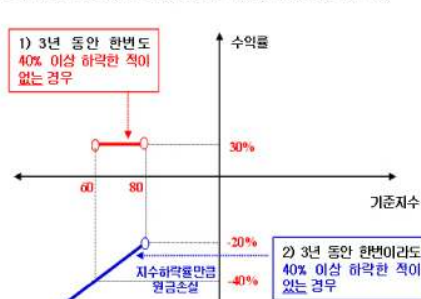 1) 3년 동안 한번도
40% 이상 하락한 적이
없는 경우
수익률
30%
60
80
기준지수
-20%
지수하락률만큼
원금손실
-40%
2) 3년 동안 한번이라도
40% 이상 하락한 적이
있는 경우